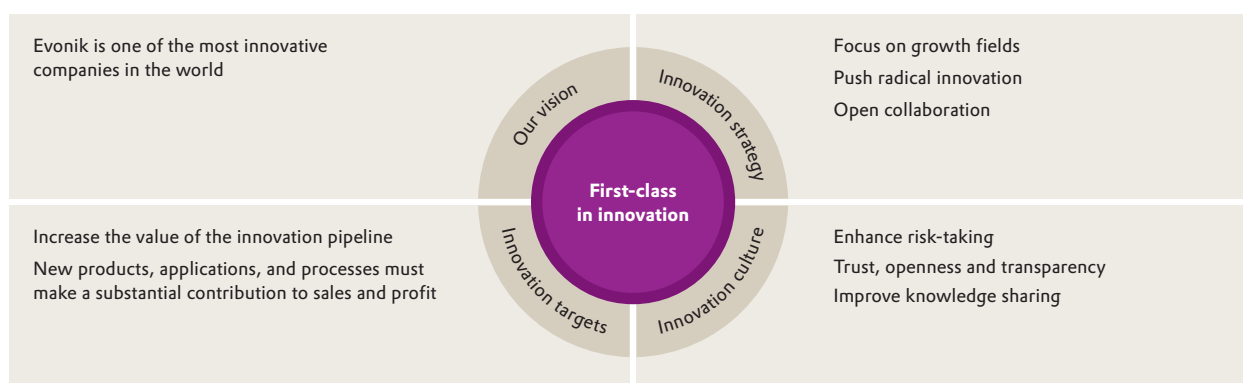 Evonik is one of the most innovative
companies in the world
Our vision
Innovation strategy
Focus on growth fields
Push radical innovation
Open collaboration
First-class
in innovation
Increase the value of the innovation pipeline
New products, applications, and processes must
make a substantial contribution to sales and profit
Innovation targets
Innovation culture
Enhance risk-taking
Trust, openness and transparency
Improve knowledge sharing